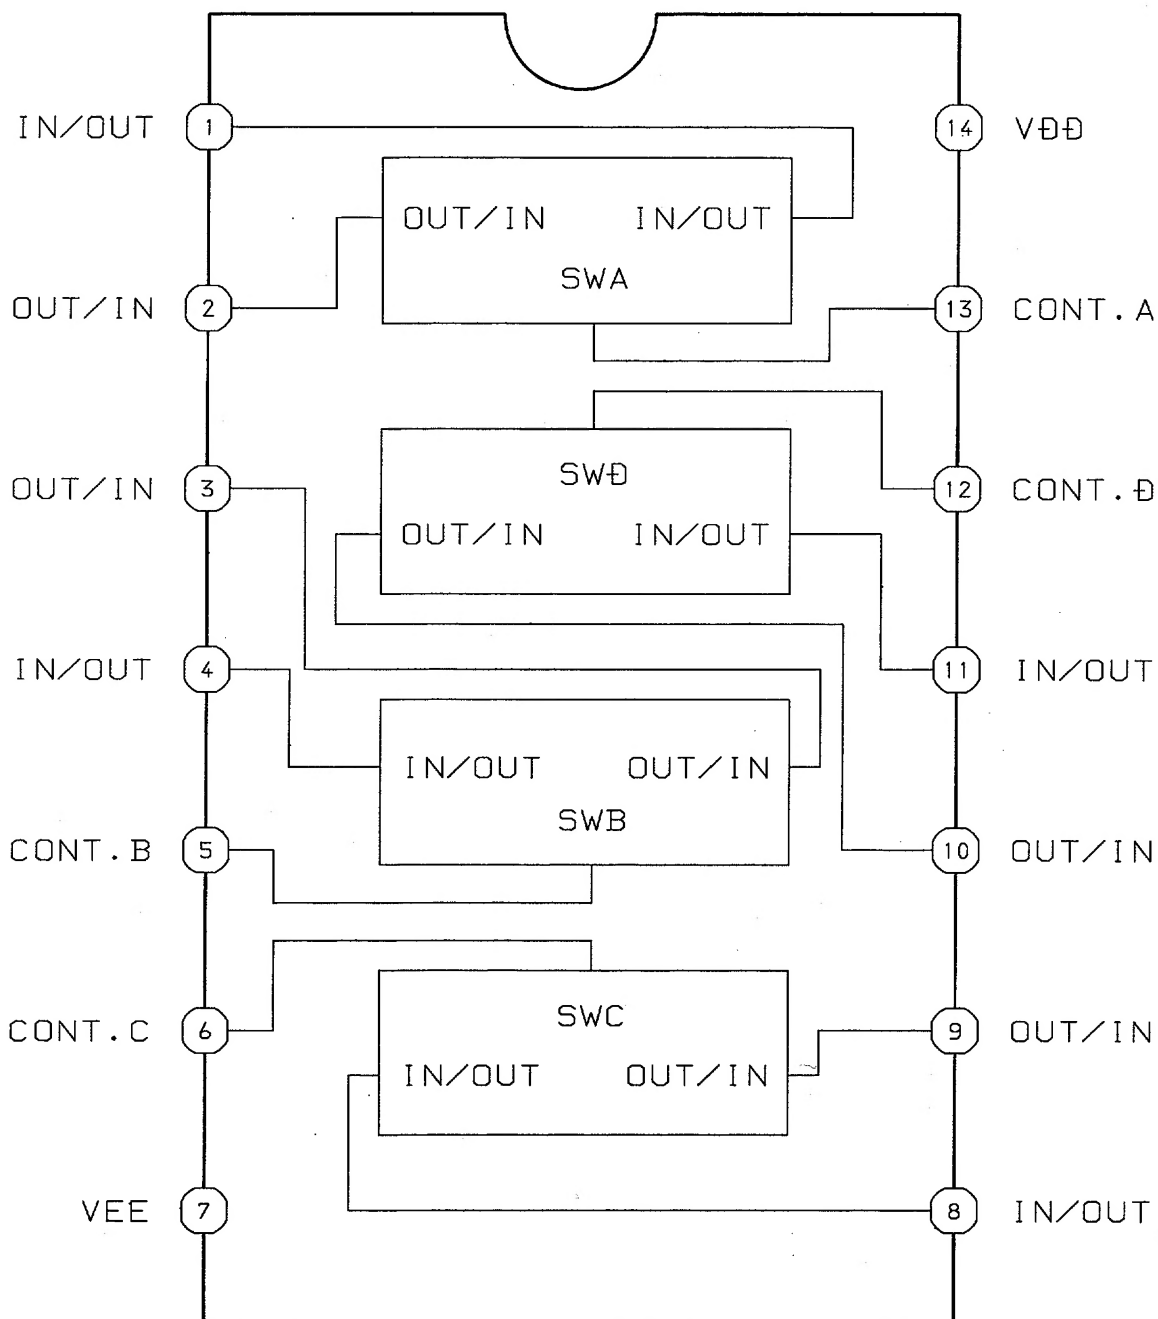 IN/OUT 1 14 VDD
OUT/IN IN/OUT
SWA
OUT/IN 2 13 CONT.A
SWD
OUT/IN 3 12 CONT.D
OUT/IN IN/OUT
IN/OUT 4 11 IN/OUT
IN/OUT OUT/IN
SWB
CONT.B 5 10 OUT/IN
SWC
CONT.C 6 9 OUT/IN
IN/OUT OUT/IN
VEE 7 8 IN/OUT